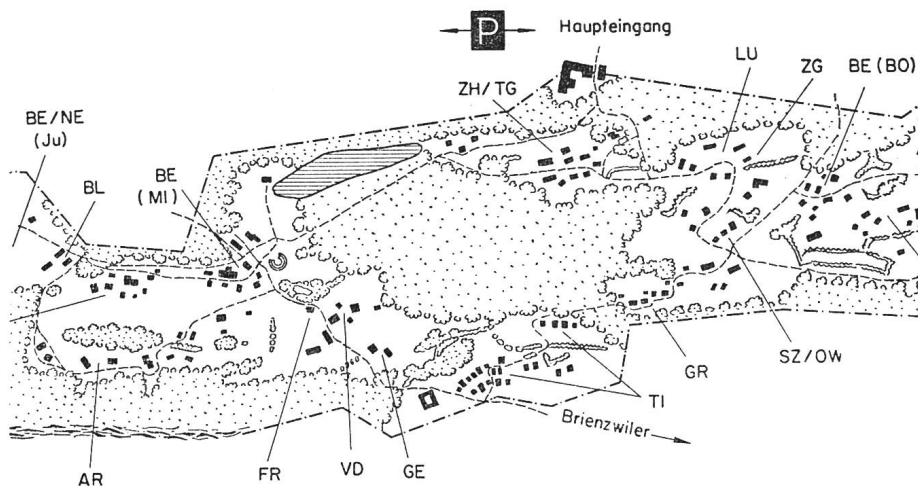 P
Haupteingang
LU
ZG
BE (BO)
ZH/TG
BE/NE
(Ju)
BL
BE
(MI)
SZ/OW
GR
TI
Brienzwiler
AR
FR
VD
GE